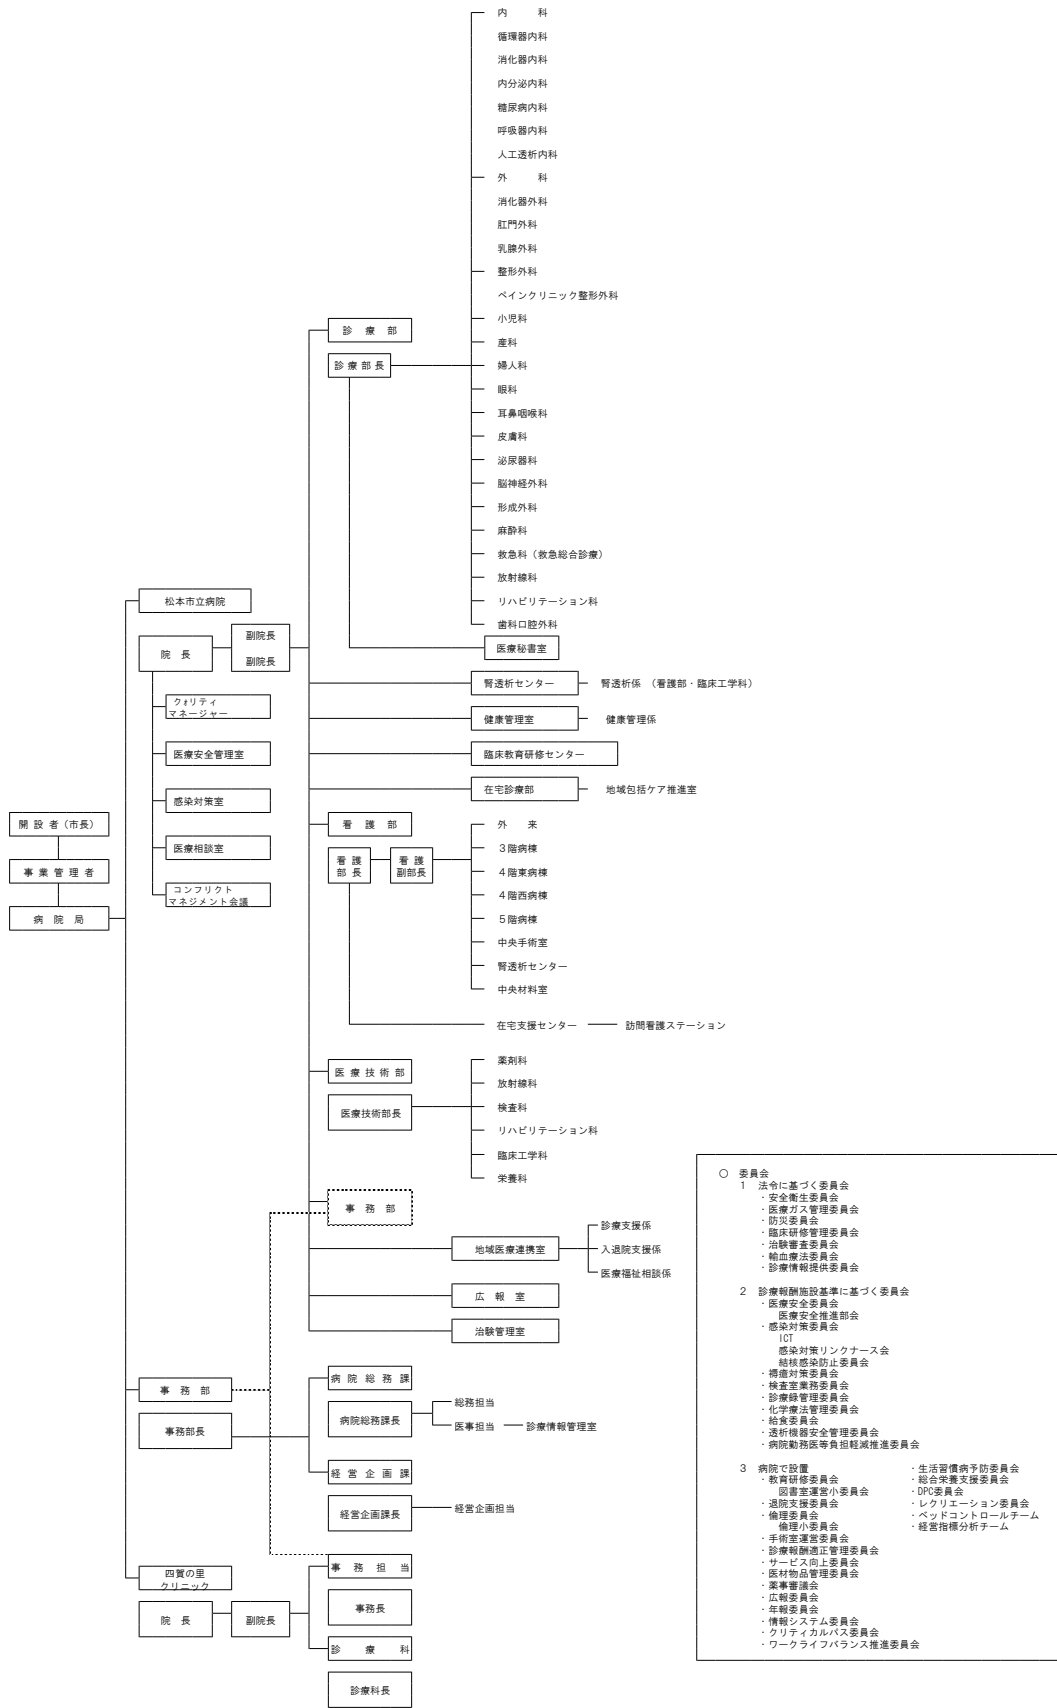 内　科
循環器内科
消化器内科
内分泌内科
糖尿病内科
呼吸器内科
人工透析内科
外　科
消化器外科
肛門外科
乳腺外科
整形外科
ペインクリニック整形外科
小児科
診 療 部
産科
診療部長
婦人科
眼科
耳鼻咽喉科
皮膚科
泌尿器科
脳神経外科
形成外科
麻酔科
救急科（救急総合診療）
放射線科
松本市立病院
リハビリテーション科
歯科口腔外科
院 長
副院長
副院長
医療秘書室
腎透析センター
腎透析係 （看護部・臨床工学科）
クォリティ
マネージャー
健康管理室
健康管理係
医療安全管理室
臨床教育研修センター
在宅診療部
地域包括ケア推進室
感染対策室
開 設 者（市長）
看 護 部
外 来
医療相談室
3階病棟
事 業 管 理 者
看 護
部 長
看 護
副部長
4階東病棟
コンフリクト
マネジメント会議
4階西病棟
病 院 局
5階病棟
中央手術室
腎透析センター
中央材料室
在宅支援センター
訪問看護ステーション
医 療 技 術 部
薬剤科
放射線科
医療技術部長
検査科
リハビリテーション科
臨床工学科
栄養科
事 務 部
地域医療連携室
診療支援係
入退院支援係
医療福祉相談係
広 報 室
治験管理室
事 務 部
病 院 総 務 課
事務部長
病院総務課長
総務担当
医事担当
診療情報管理室
経 営 企 画 課
経営企画課長
経営企画担当
四賀の里
クリニック
事 務 担 当
院 長
副院長
事務長
診 療 科
診療科長
○ 委員会
1 法令に基づく委員会
・安全衛生委員会
・医療ガス管理委員会
・防災委員会
・臨床研修管理委員会
・治験審査委員会
・輸血療法委員会
・診療情報提供委員会
2 診療報酬施設基準に基づく委員会
・医療安全委員会
医療安全推進部会
・感染対策委員会
ICT
感染対策リンクナース会
結核感染防止委員会
・褥瘡対策委員会
・検査室業務委員会
・診療録管理委員会
・化学療法管理委員会
・給食委員会
・透析機器安全管理委員会
・病院勤務医等負担軽減推進委員会
3 病院で設置
・教育研修委員会
図書室運営小委員会
・退院支援委員会
・倫理委員会
倫理小委員会
・手術室運営委員会
・診療報酬適正管理委員会
・サービス向上委員会
・医材物品管理委員会
・薬事審議会
・広報委員会
・年報委員会
・情報システム委員会
・クリティカルパス委員会
・ワークライフバランス推進委員会
・生活習慣病予防委員会
・総合栄養支援委員会
・DPC委員会
・レクリエーション委員会
・ベッドコントロールチーム
・経営指標分析チーム